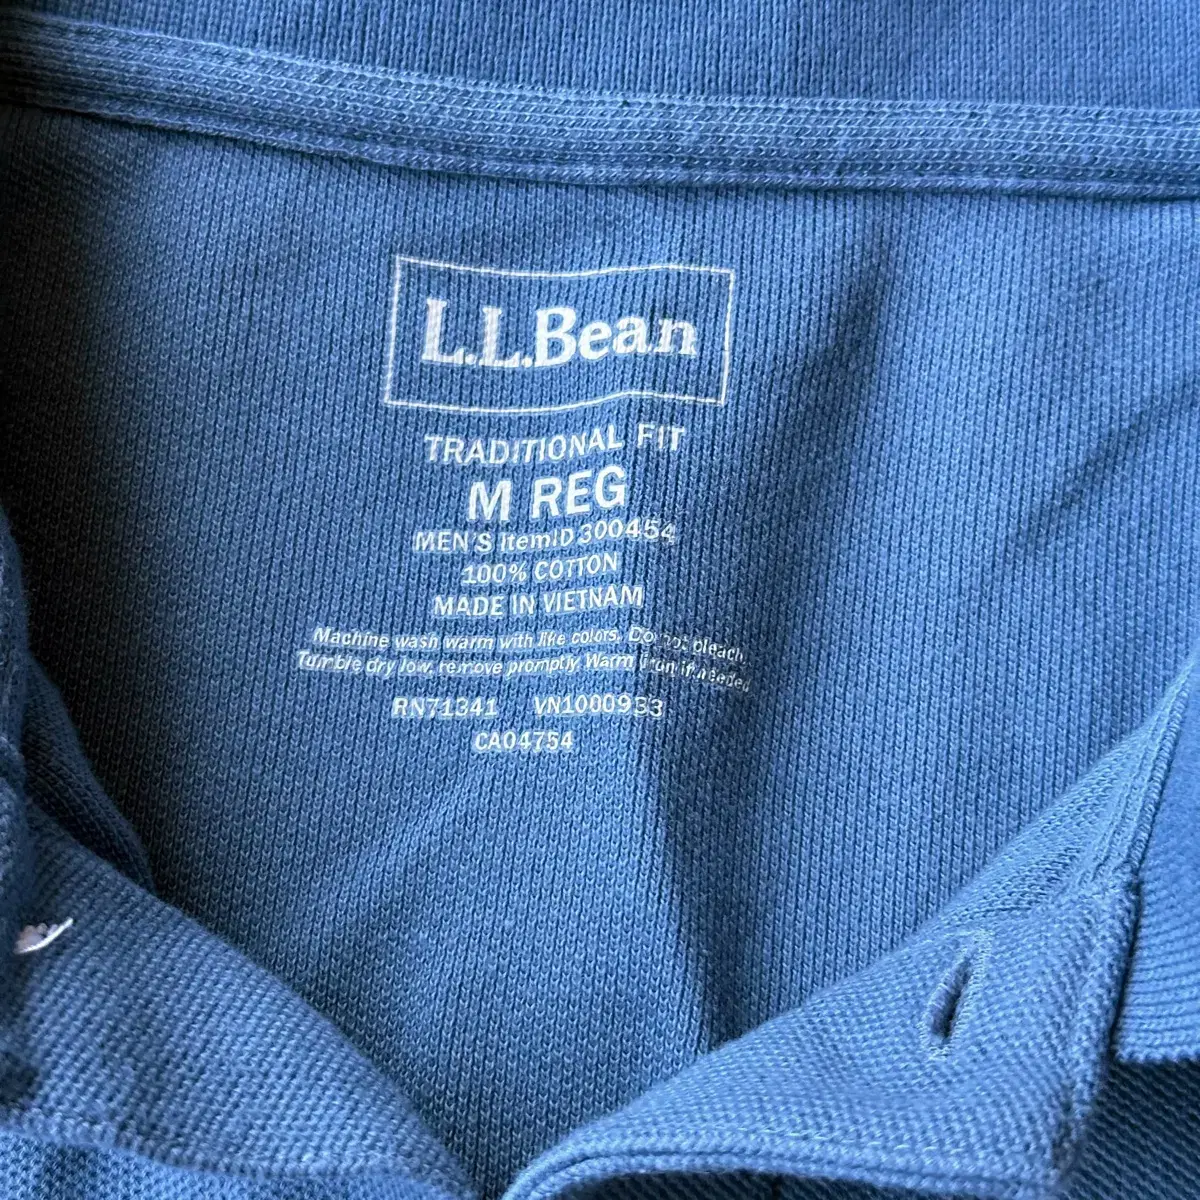 L.L.Bean
TRADITIONAL FIT
M REG
MEN'S ItemID 300454
100% COTTON
MADE IN VIETNAM
Machine wash warm with like colors. Do not bleach.
Tumble dry low, remove promptly. Warm iron if needed
RN71341 VN1000933
CA04754